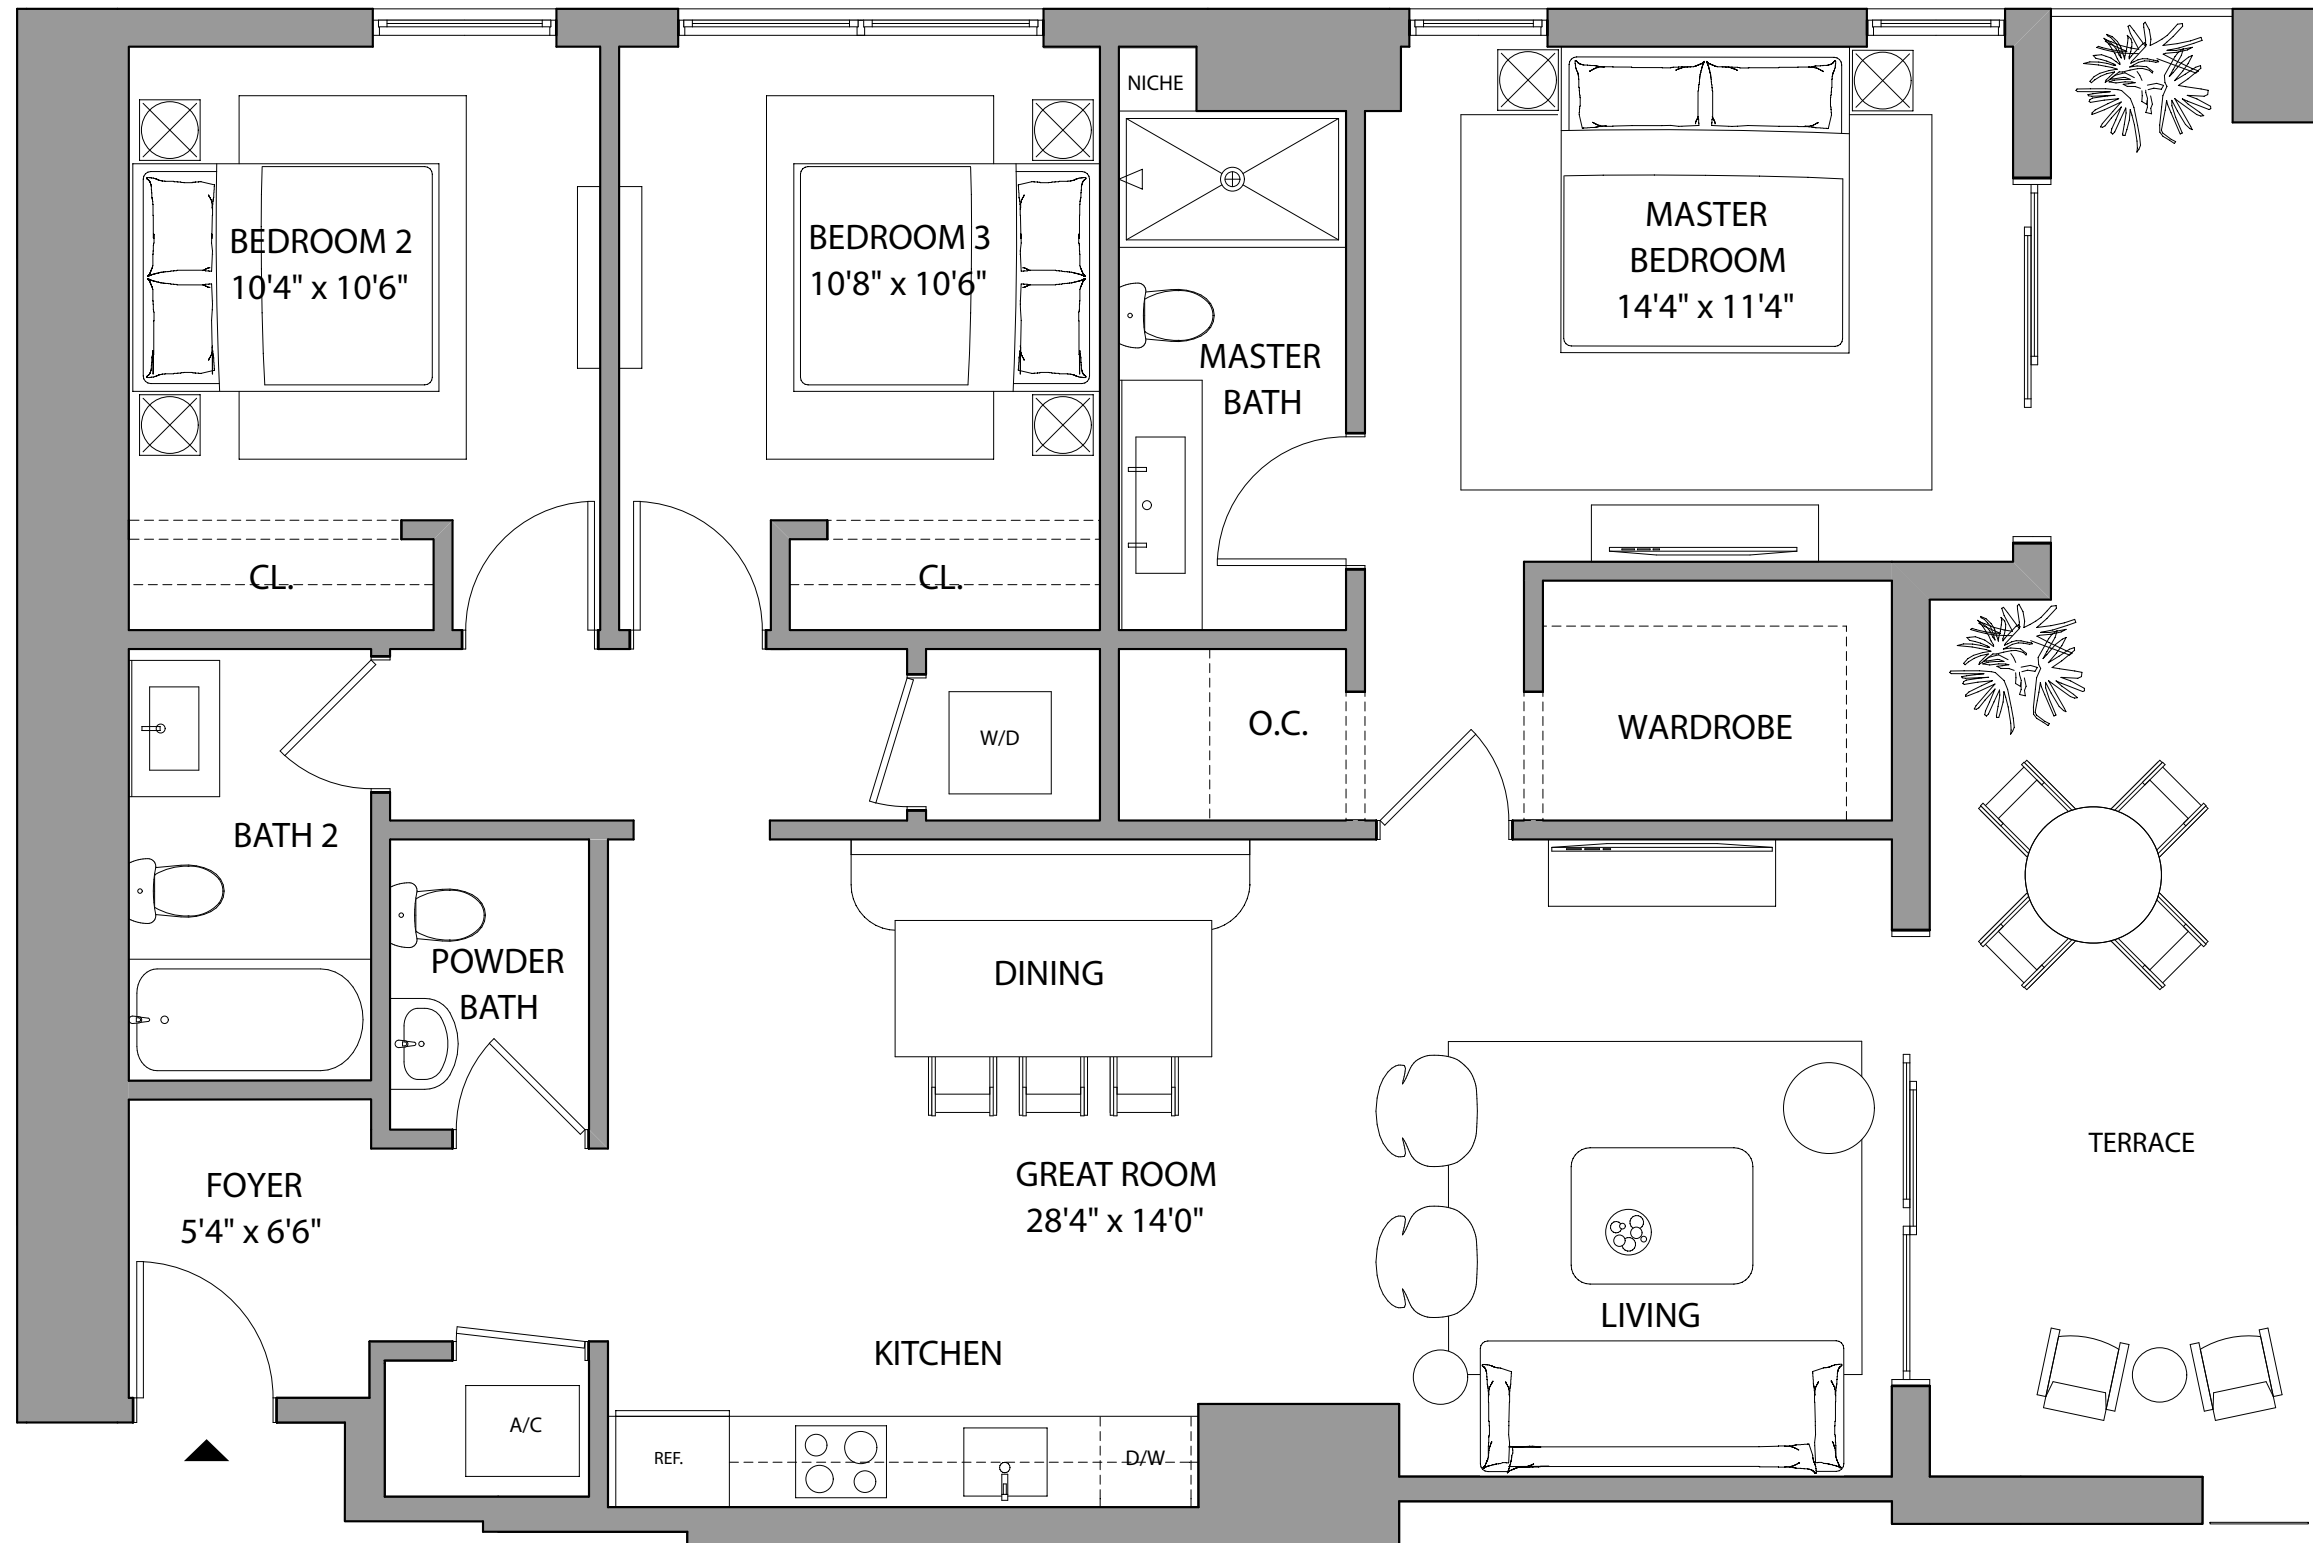 NICHE
BEDROOM 2
10'4" x 10'6"
BEDROOM 3
10'8" x 10'6"
MASTER
BEDROOM
14'4" x 11'4"
MASTER
BATH
CL.
CL.
W/D
O.C.
WARDROBE
BATH 2
POWDER
BATH
DINING
TERRACE
FOYER
5'4" x 6'6"
GREAT ROOM
28'4" x 14'0"
LIVING
KITCHEN
A/C
REF.
D/W